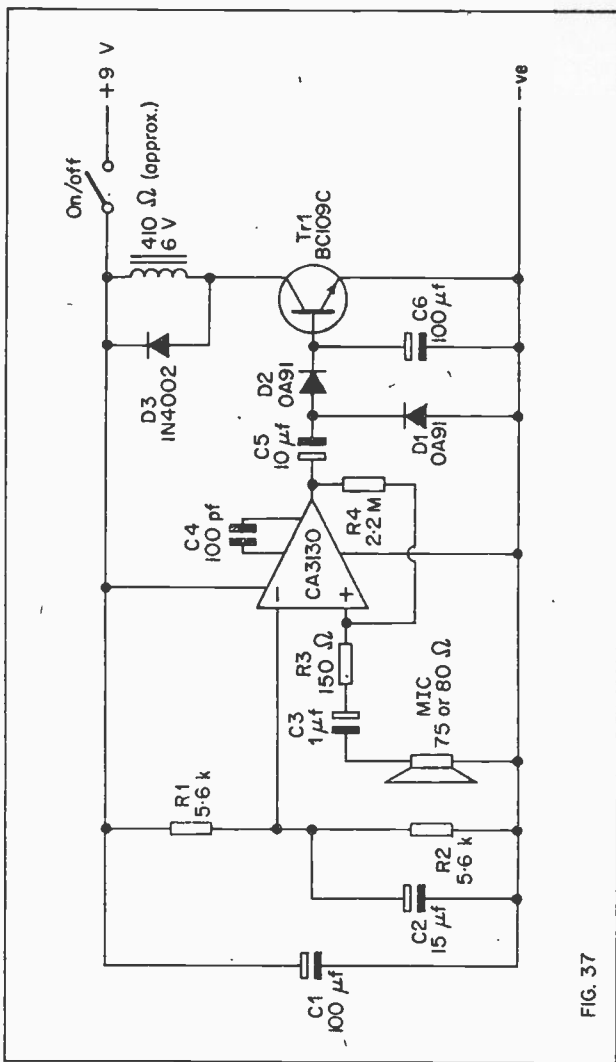 On/off
+9 V
410 Ω (approx.)
6 V
D3
1N4002
Tr1
BC109C
D2
OA91
C6
100 µf
C5
10 µf
D1
OA91
C4
100 pf
CA3130
−
+
R4
2.2 M
R3
150 Ω
C3
1 µf
MIC
75 or 80 Ω
R1
5·6 k
R2
5·6 k
C2
15 µf
C1
100 µf
−ve
FIG. 37